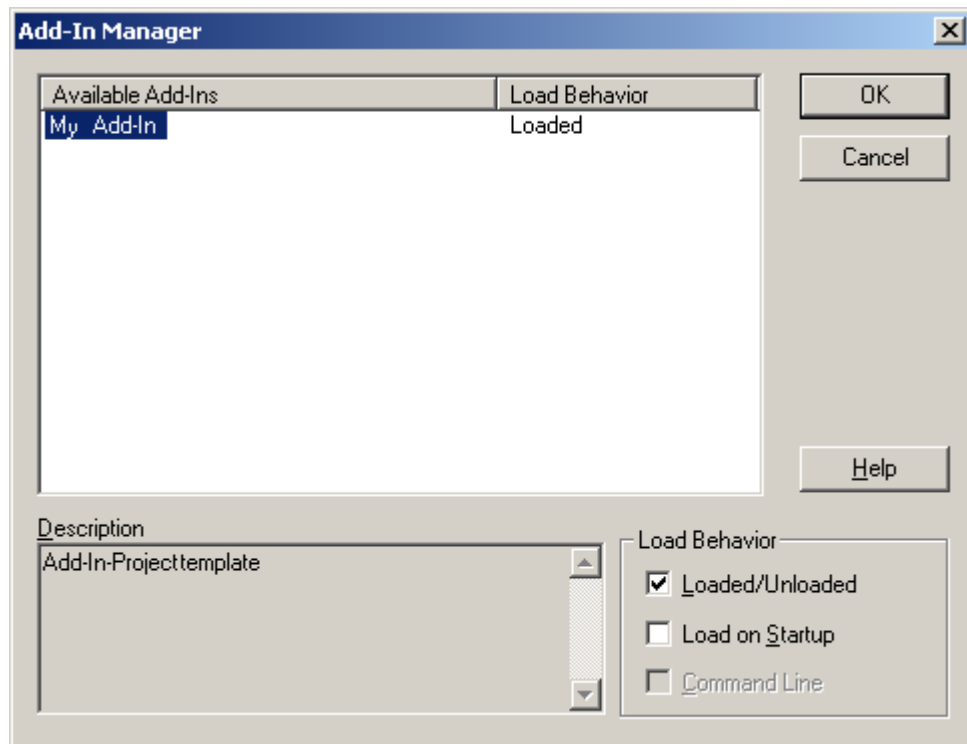 Add-In Manager
Available Add-Ins Load Behavior
My Add-In Loaded
OK
Cancel
Help
Description
Add-In-Projecttemplate
Load Behavior
Loaded/Unloaded
Load on Startup
Command Line